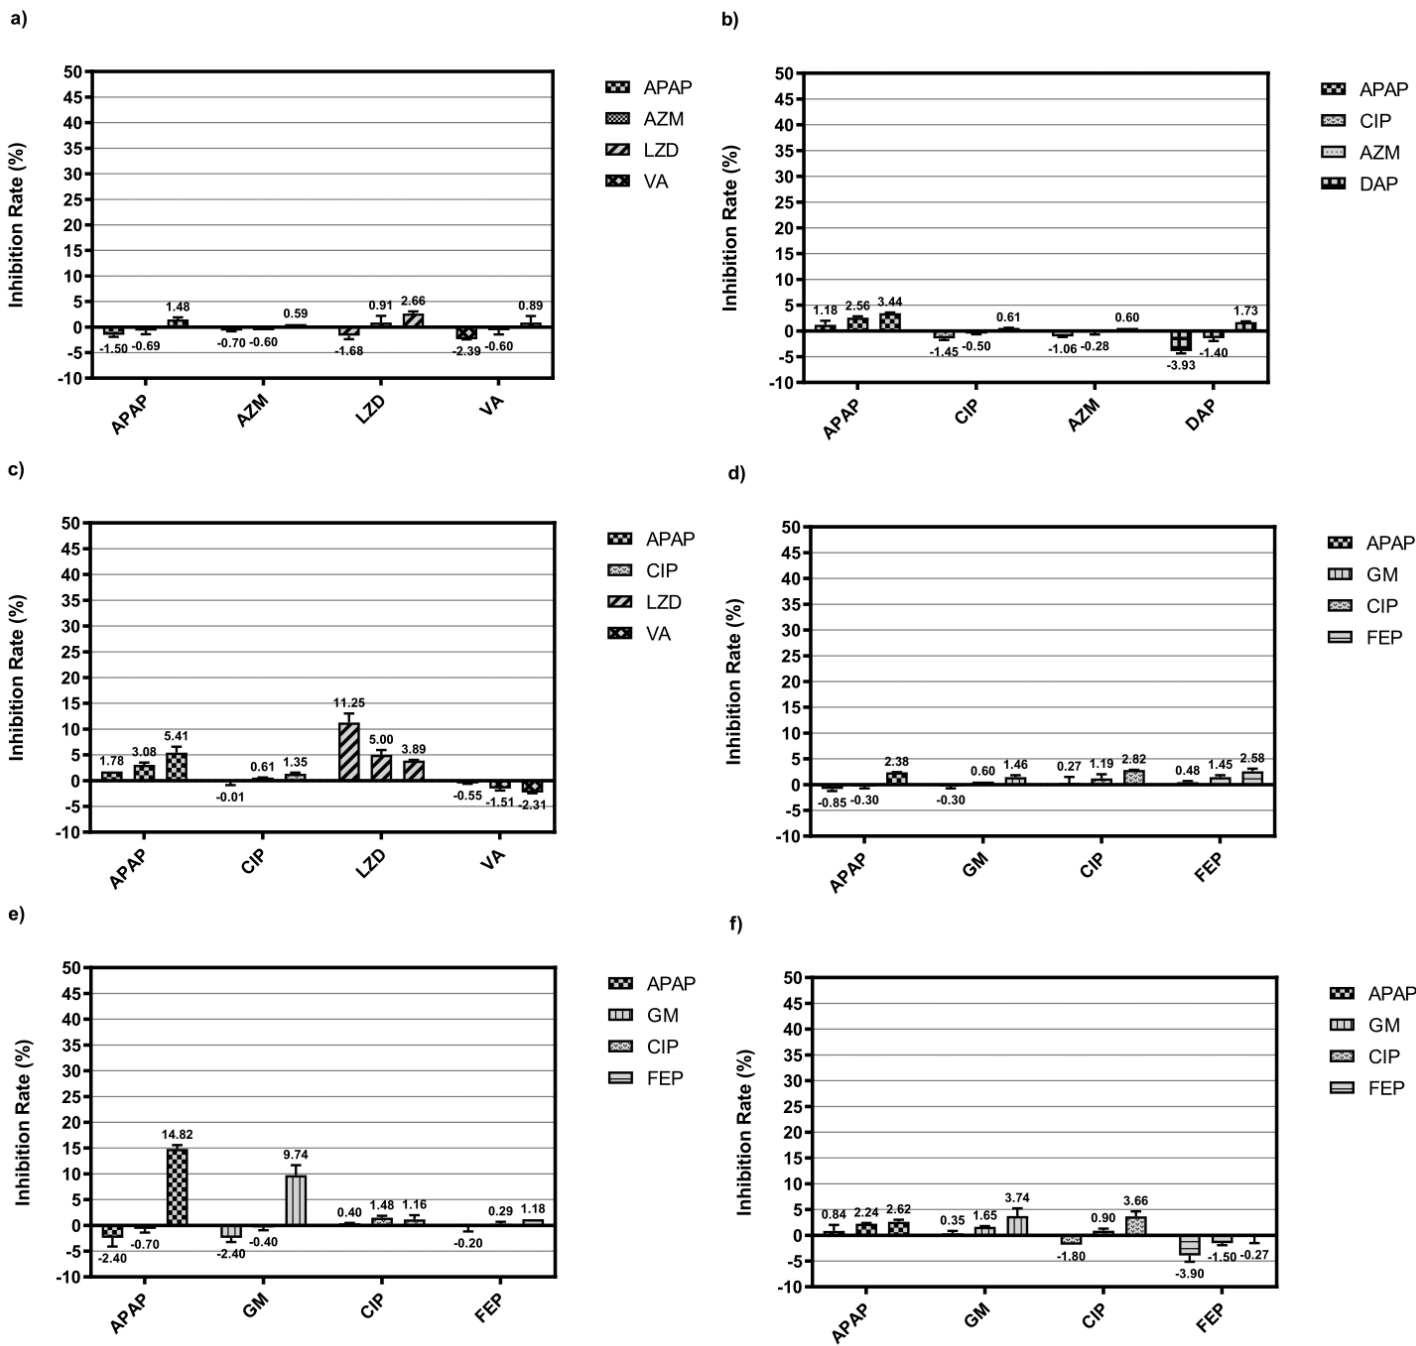 a)
Inhibition Rate (%)
50
45
40
35
30
25
20
15
10
5
0
-5
-10
-1.50
-0.69
1.48
-0.70
-0.60
0.59
-1.68
0.91
2.66
-2.39
-0.60
0.89
APAP
AZM
LZD
VA
APAP
AZM
LZD
VA
b)
Inhibition Rate (%)
50
45
40
35
30
25
20
15
10
5
0
-5
-10
1.18
2.56
3.44
-1.45
-0.50
0.61
-1.06
-0.28
0.60
-3.93
-1.40
1.73
APAP
CIP
AZM
DAP
APAP
CIP
AZM
DAP
c)
Inhibition Rate (%)
50
45
40
35
30
25
20
15
10
5
0
-5
-10
1.78
3.08
5.41
-0.01
0.61
1.35
11.25
5.00
3.89
-0.55
-1.51
-2.31
APAP
CIP
LZD
VA
APAP
CIP
LZD
VA
d)
Inhibition Rate (%)
50
45
40
35
30
25
20
15
10
5
0
-5
-10
-0.85
-0.30
2.38
-0.30
0.60
1.46
0.27
1.19
2.82
0.48
1.45
2.58
APAP
GM
CIP
FEP
APAP
GM
CIP
FEP
e)
Inhibition Rate (%)
50
45
40
35
30
25
20
15
10
5
0
-5
-10
-2.40
-0.70
14.82
-2.40
-0.40
9.74
0.40
1.48
1.16
-0.20
0.29
1.18
APAP
GM
CIP
FEP
APAP
GM
CIP
FEP
f)
Inhibition Rate (%)
50
45
40
35
30
25
20
15
10
5
0
-5
-10
0.84
2.24
2.62
0.35
1.65
3.74
-1.80
0.90
3.66
-3.90
-1.50
-0.27
APAP
GM
CIP
FEP
APAP
GM
CIP
FEP